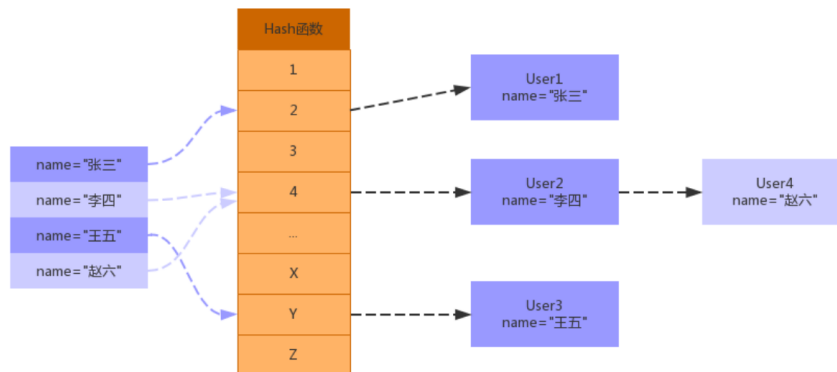 name="张三"
name="李四"
name="王五"
name="赵六"
Hash函数
1
2
3
4
...
X
Y
Z
User1
name="张三"
User2
name="李四"
User4
name="赵六"
User3
name="王五"